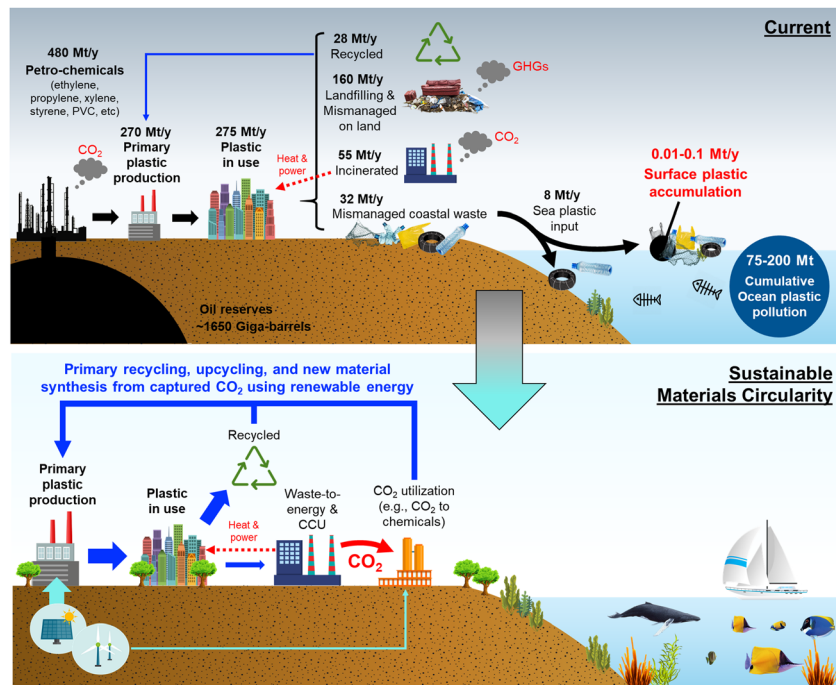 Current
480 Mt/y
Petro-chemicals
(ethylene,
propylene, xylene,
styrene, PVC, etc)
CO₂
270 Mt/y
Primary
plastic
production
275 Mt/y
Plastic
in use
28 Mt/y
Recycled
160 Mt/y
Landfilling &
Mismanaged
on land
GHGs
55 Mt/y
Incinerated
CO₂
Heat &
power
32 Mt/y
Mismanaged coastal waste
8 Mt/y
Sea plastic
input
0.01-0.1 Mt/y
Surface plastic
accumulation
75-200 Mt
Cumulative
Ocean plastic
pollution
Oil reserves
~1650 Giga-barrels
Sustainable
Materials Circularity
Primary recycling, upcycling, and new material
synthesis from captured CO₂ using renewable energy
Primary
plastic
production
Plastic
in use
Recycled
Heat &
power
Waste-to-
energy &
CCU
CO₂
CO₂ utilization
(e.g., CO₂ to
chemicals)